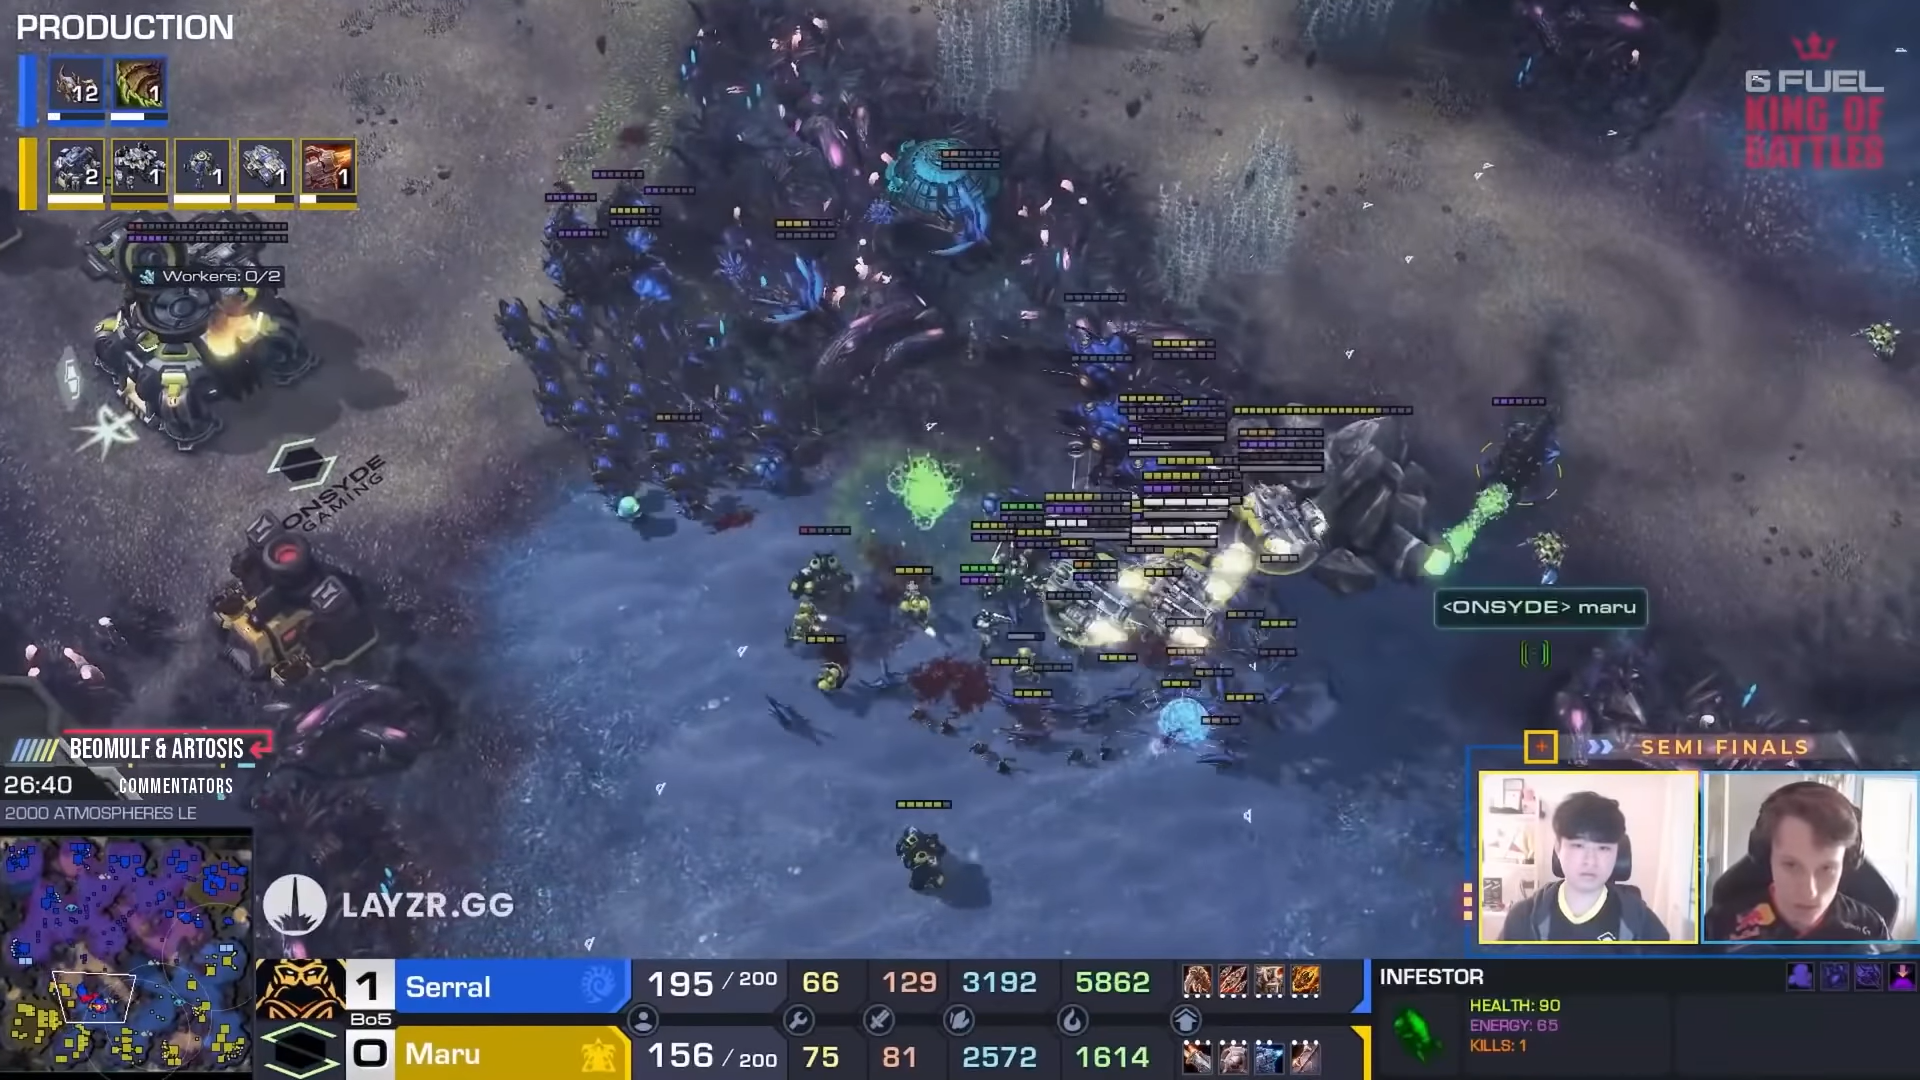 PRODUCTION
12 1
2 1 1 1 1
G FUEL
KING OF
BATTLES
Workers: 0/2
ONSYDE
GAMING
<ONSYDE> maru
BEOMULF & ARTOSIS
COMMENTATORS
26:40
2000 ATMOSPHERES LE
SEMI FINALS
LAYZR.GG
1 Serral 195 / 200 66 129 3192 5862
Bo5
0 Maru 156 / 200 75 81 2572 1614
INFESTOR
HEALTH: 90
ENERGY: 65
KILLS: 1